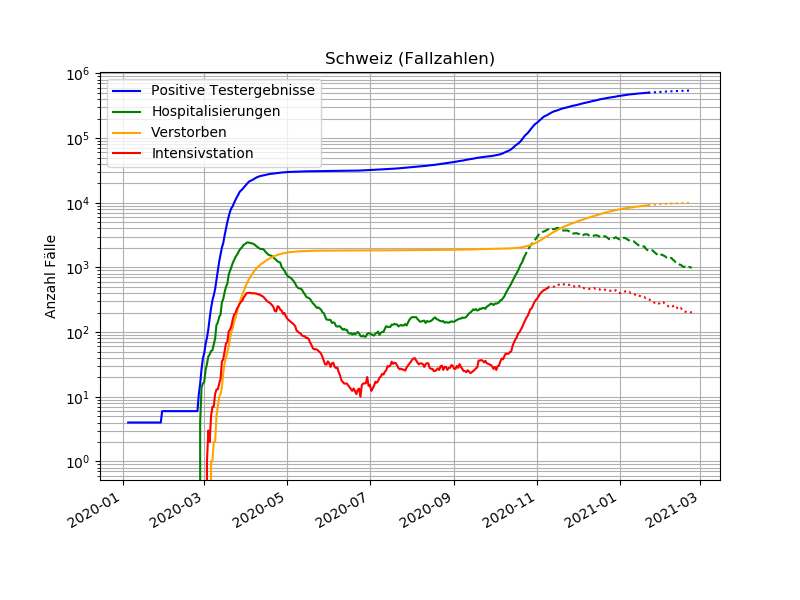 Schweiz (Fallzahlen)
Positive Testergebnisse
Hospitalisierungen
Verstorben
Intensivstation
Anzahl Fälle
10⁶
10⁵
10⁴
10³
10²
10¹
10⁰
2020-01
2020-03
2020-05
2020-07
2020-09
2020-11
2021-01
2021-03